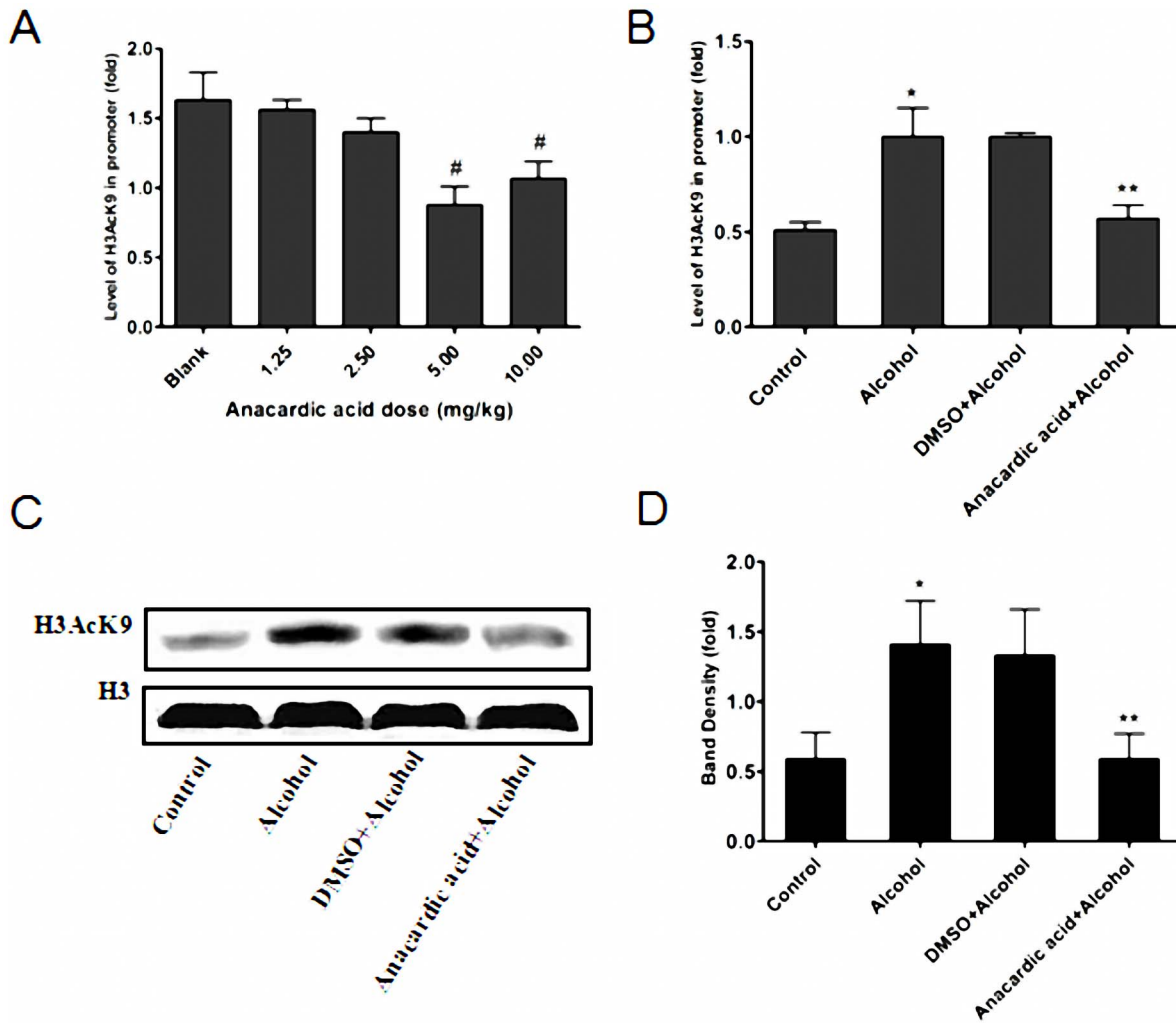 A
Level of H3AcK9 in promoter (fold)
2.0
1.5
1.0
0.5
0.0
#
#
Blank
1.25
2.50
5.00
10.00
Anacardic acid dose (mg/kg)
B
Level of H3AcK9 in promoter (fold)
1.5
1.0
0.5
0.0
*
**
Control
Alcohol
DMSO+Alcohol
Anacardic acid+Alcohol
C
H3AcK9
H3
Control
Alcohol
DMSO+Alcohol
Anacardic acid+Alcohol
D
Band Density (fold)
2.0
1.5
1.0
0.5
0.0
*
**
Control
Alcohol
DMSO+Alcohol
Anacardic acid+Alcohol